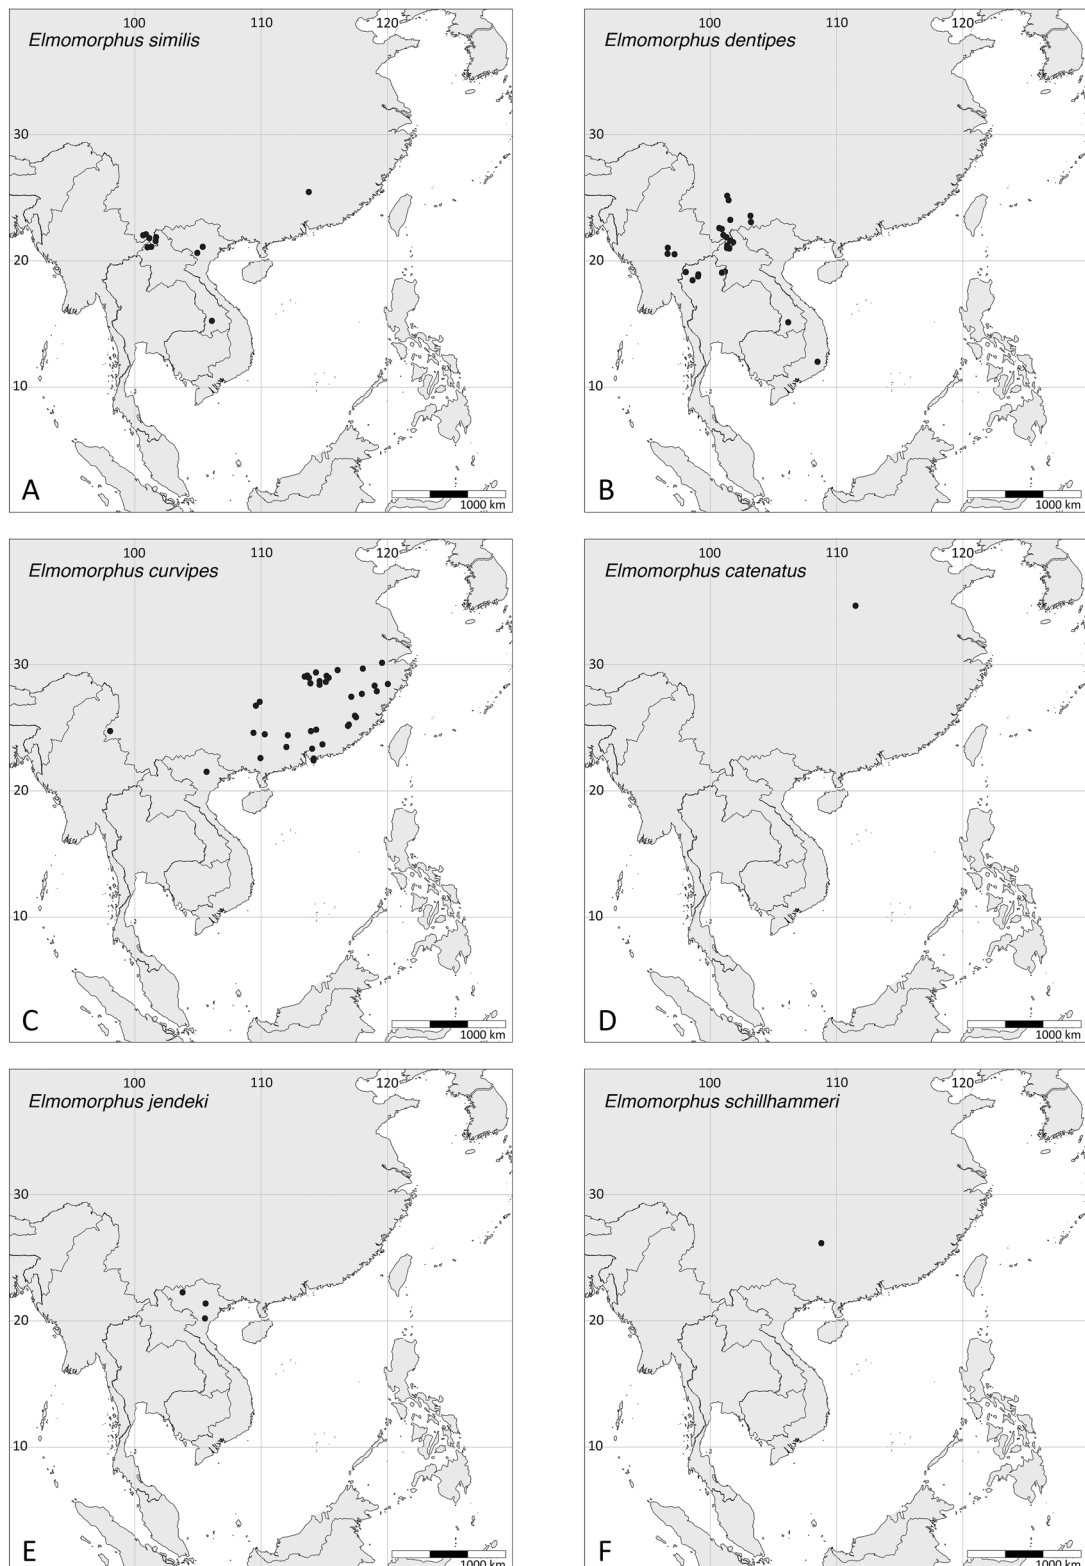 100 110 120
Elmomorphus similis
30
20
10
A
1000 km
100 110 120
Elmomorphus dentipes
30
20
10
B
1000 km
100 110 120
Elmomorphus curvipes
30
20
10
C
1000 km
100 110 120
Elmomorphus catenatus
30
20
10
D
1000 km
100 110 120
Elmomorphus jendeki
30
20
10
E
1000 km
100 110 120
Elmomorphus schillhammeri
30
20
10
F
1000 km